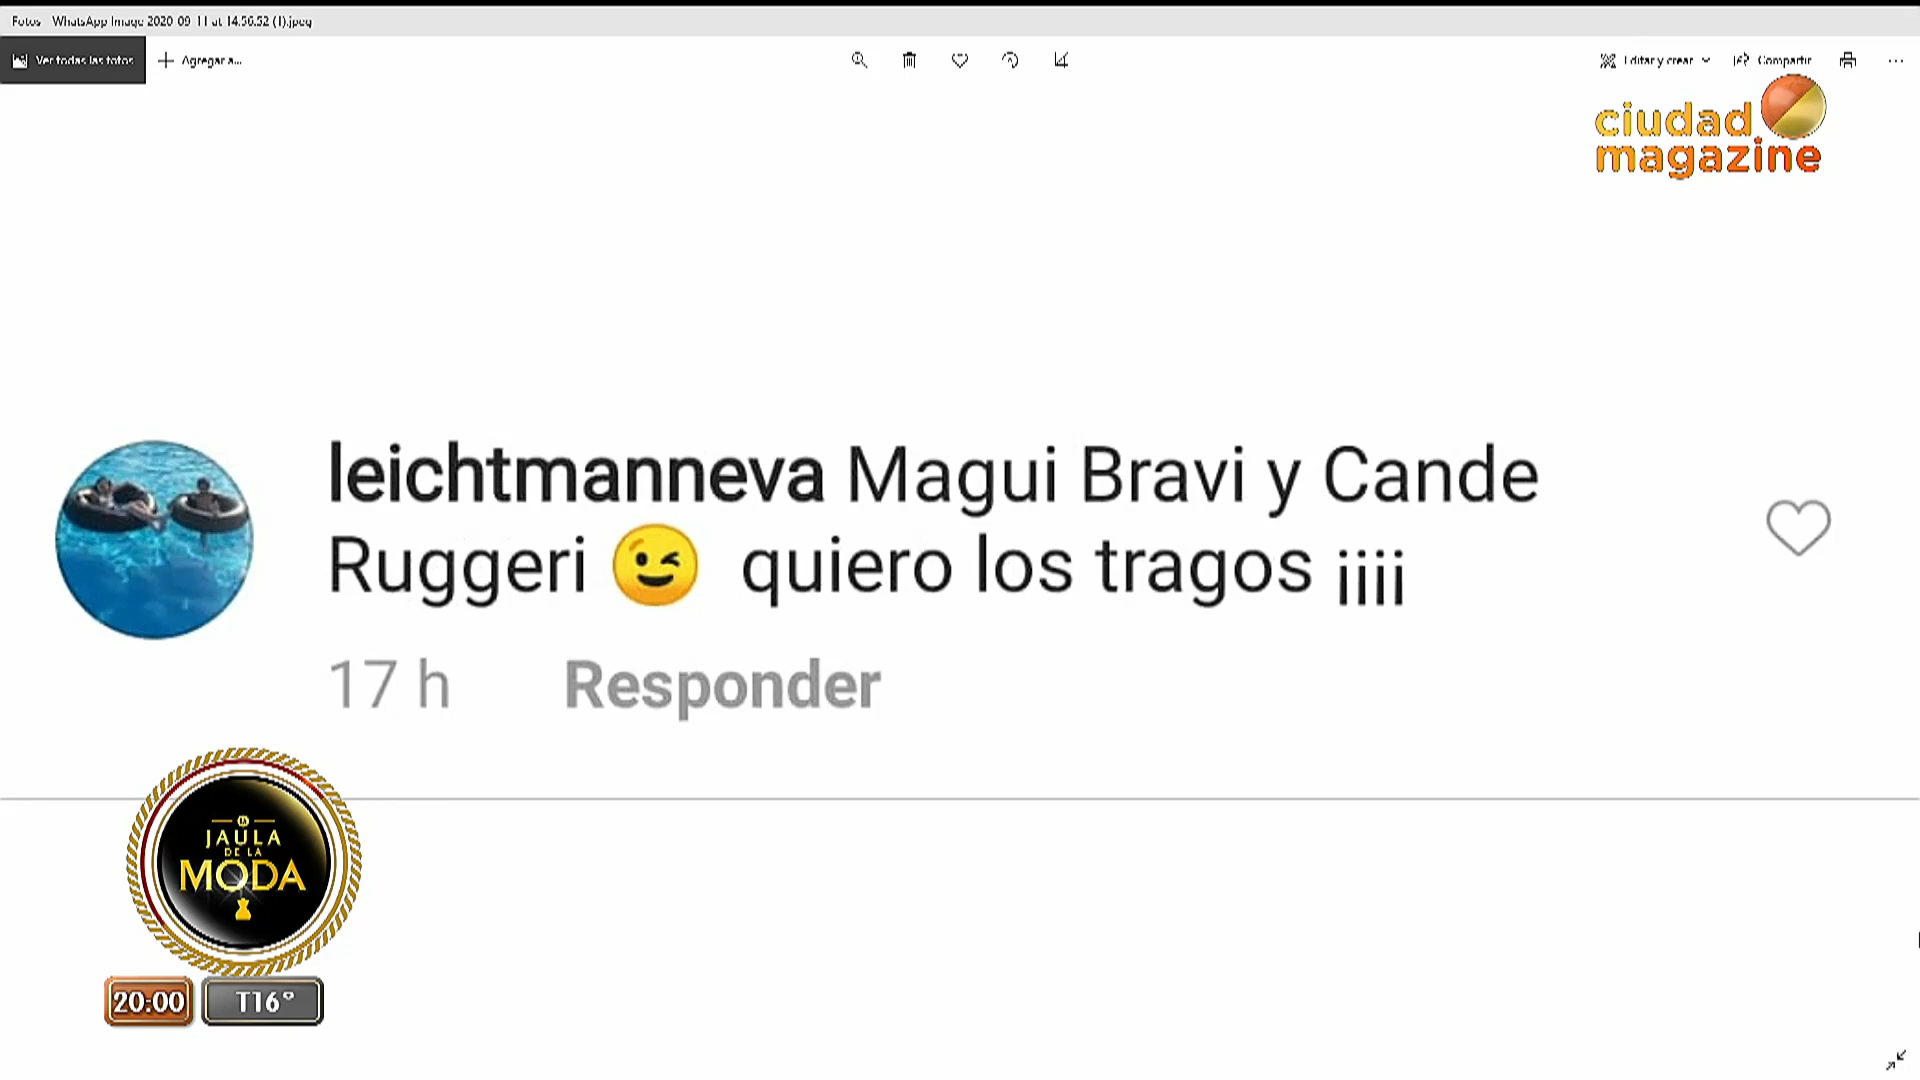 Fotos - WhatsApp Image 2020-09-11 at 14.56.52 (1).jpeg
Ver todas las fotos
Agregar a...
Editar y crear
Compartir
ciudad
magazine
leichtmanneva Magui Bravi y Cande
Ruggeri 😉 quiero los tragos ¡¡¡¡
17 h Responder
LA
JAULA
DE LA
MODA
20:00 T16°